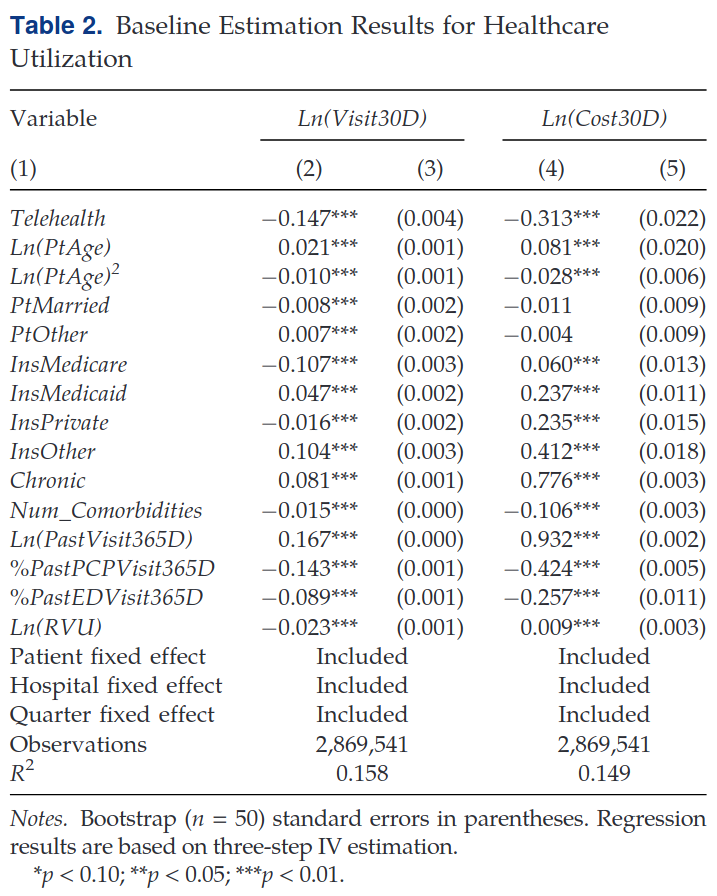 Table 2. Baseline Estimation Results for Healthcare
Utilization
Variable Ln(Visit30D) Ln(Cost30D)
(1) (2) (3) (4) (5)
Telehealth −0.147*** (0.004) −0.313*** (0.022)
Ln(PtAge) 0.021*** (0.001) 0.081*** (0.020)
Ln(PtAge)² −0.010*** (0.001) −0.028*** (0.006)
PtMarried −0.008*** (0.002) −0.011 (0.009)
PtOther 0.007*** (0.002) −0.004 (0.009)
InsMedicare −0.107*** (0.003) 0.060*** (0.013)
InsMedicaid 0.047*** (0.002) 0.237*** (0.011)
InsPrivate −0.016*** (0.002) 0.235*** (0.015)
InsOther 0.104*** (0.003) 0.412*** (0.018)
Chronic 0.081*** (0.001) 0.776*** (0.003)
Num_Comorbidities −0.015*** (0.000) −0.106*** (0.003)
Ln(PastVisit365D) 0.167*** (0.000) 0.932*** (0.002)
%PastPCPVisit365D −0.143*** (0.001) −0.424*** (0.005)
%PastEDVisit365D −0.089*** (0.001) −0.257*** (0.011)
Ln(RVU) −0.023*** (0.001) 0.009*** (0.003)
Patient fixed effect Included Included
Hospital fixed effect Included Included
Quarter fixed effect Included Included
Observations 2,869,541 2,869,541
R² 0.158 0.149
Notes. Bootstrap (n = 50) standard errors in parentheses. Regression
results are based on three-step IV estimation.
*p < 0.10; **p < 0.05; ***p < 0.01.